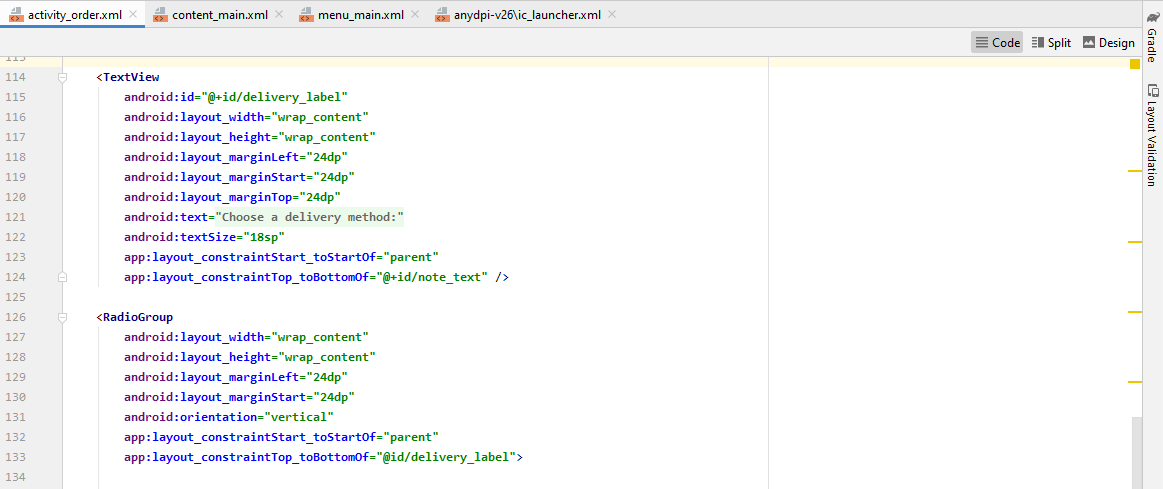 activity_order.xml content_main.xml menu_main.xml anydpi-v26\ic_launcher.xml
Code Split Design
Gradle
Layout Validation
113
114 <TextView
115 android:id="@+id/delivery_label"
116 android:layout_width="wrap_content"
117 android:layout_height="wrap_content"
118 android:layout_marginLeft="24dp"
119 android:layout_marginStart="24dp"
120 android:layout_marginTop="24dp"
121 android:text="Choose a delivery method:"
122 android:textSize="18sp"
123 app:layout_constraintStart_toStartOf="parent"
124 app:layout_constraintTop_toBottomOf="@+id/note_text" />
125
126 <RadioGroup
127 android:layout_width="wrap_content"
128 android:layout_height="wrap_content"
129 android:layout_marginLeft="24dp"
130 android:layout_marginStart="24dp"
131 android:orientation="vertical"
132 app:layout_constraintStart_toStartOf="parent"
133 app:layout_constraintTop_toBottomOf="@id/delivery_label">
134